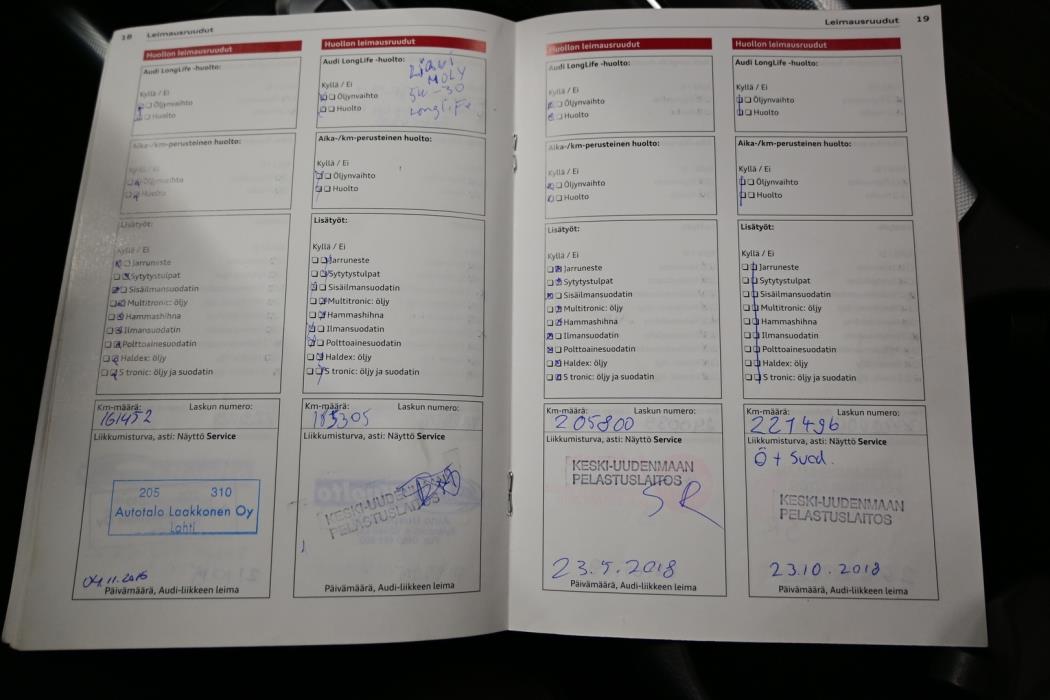 18 Leimausruudut
Huollon leimausruudut
Audi LongLife -huolto:
Kyllä / Ei
Öljynvaihto
Huolto
Aika-/km-perusteinen huolto:
Kyllä / Ei
Öljynvaihto
Huolto
Lisätyöt:
Kyllä / Ei
Jarruneste
Sytytystulpat
Sisäilmansuodatin
Multitronic: öljy
Hammashihna
Ilmansuodatin
Polttoainesuodatin
Haldex: öljy
S tronic: öljy ja suodatin
Km-määrä: Laskun numero:
161452
Liikkumisturva, asti: Näyttö Service
205 310
Autotalo Laakkonen Oy
Lahti
04.11.2016
Päivämäärä, Audi-liikkeen leima
Huollon leimausruudut
Audi LongLife -huolto:
MOLY
5W-30
LongLife
Kyllä / Ei
Öljynvaihto
Huolto
Aika-/km-perusteinen huolto:
Kyllä / Ei
Öljynvaihto
Huolto
Lisätyöt:
Kyllä / Ei
Jarruneste
Sytytystulpat
Sisäilmansuodatin
Multitronic: öljy
Hammashihna
Ilmansuodatin
Polttoainesuodatin
Haldex: öljy
S tronic: öljy ja suodatin
Km-määrä: Laskun numero:
185305
Liikkumisturva, asti: Näyttö Service
KESKI-UUDENMAAN
PELASTUSLAITOS
Päivämäärä, Audi-liikkeen leima
Leimausruudut 19
Huollon leimausruudut
Audi LongLife -huolto:
Kyllä / Ei
Öljynvaihto
Huolto
Aika-/km-perusteinen huolto:
Kyllä / Ei
Öljynvaihto
Huolto
Lisätyöt:
Kyllä / Ei
Jarruneste
Sytytystulpat
Sisäilmansuodatin
Multitronic: öljy
Hammashihna
Ilmansuodatin
Polttoainesuodatin
Haldex: öljy
S tronic: öljy ja suodatin
Km-määrä: Laskun numero:
205800
Liikkumisturva, asti: Näyttö Service
KESKI-UUDENMAAN
PELASTUSLAITOS
SR
23.5.2018
Päivämäärä, Audi-liikkeen leima
Huollon leimausruudut
Audi LongLife -huolto:
Kyllä / Ei
Öljynvaihto
Huolto
Aika-/km-perusteinen huolto:
Kyllä / Ei
Öljynvaihto
Huolto
Lisätyöt:
Kyllä / Ei
Jarruneste
Sytytystulpat
Sisäilmansuodatin
Multitronic: öljy
Hammashihna
Ilmansuodatin
Polttoainesuodatin
Haldex: öljy
S tronic: öljy ja suodatin
Km-määrä: Laskun numero:
221496
Liikkumisturva, asti: Näyttö Service
Ö + Suod.
KESKI-UUDENMAAN
PELASTUSLAITOS
23.10.2018
Päivämäärä, Audi-liikkeen leima